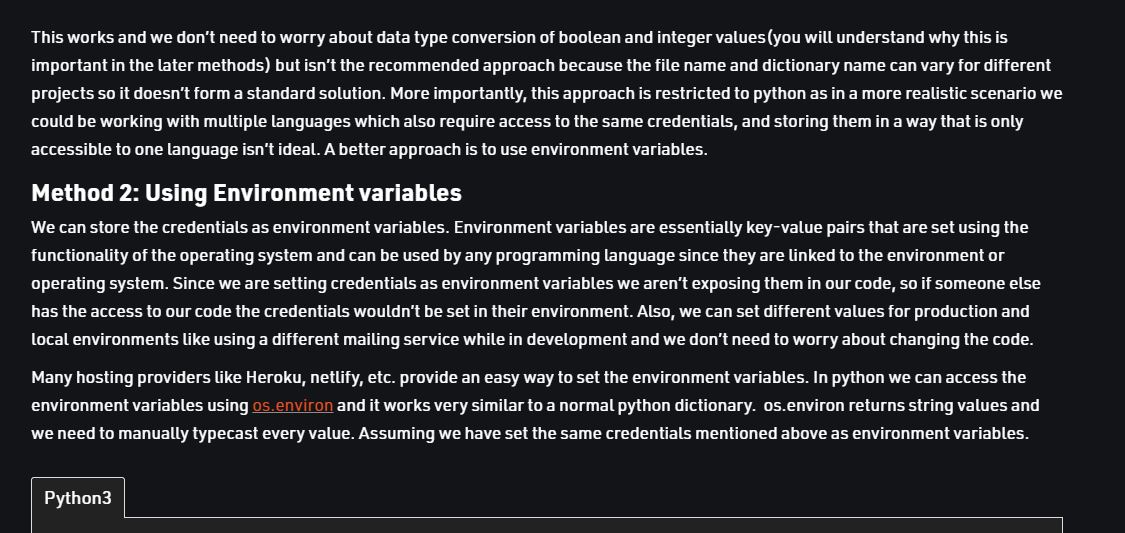 This works and we don't need to worry about data type conversion of boolean and integer values(you will understand why this is
important in the later methods) but isn't the recommended approach because the file name and dictionary name can vary for different
projects so it doesn't form a standard solution. More importantly, this approach is restricted to python as in a more realistic scenario we
could be working with multiple languages which also require access to the same credentials, and storing them in a way that is only
accessible to one language isn't ideal. A better approach is to use environment variables.
Method 2: Using Environment variables
We can store the credentials as environment variables. Environment variables are essentially key-value pairs that are set using the
functionality of the operating system and can be used by any programming language since they are linked to the environment or
operating system. Since we are setting credentials as environment variables we aren't exposing them in our code, so if someone else
has the access to our code the credentials wouldn't be set in their environment. Also, we can set different values for production and
local environments like using a different mailing service while in development and we don't need to worry about changing the code.
Many hosting providers like Heroku, netlify, etc. provide an easy way to set the environment variables. In python we can access the
environment variables using os.environ and it works very similar to a normal python dictionary.  os.environ returns string values and
we need to manually typecast every value. Assuming we have set the same credentials mentioned above as environment variables.
Python3